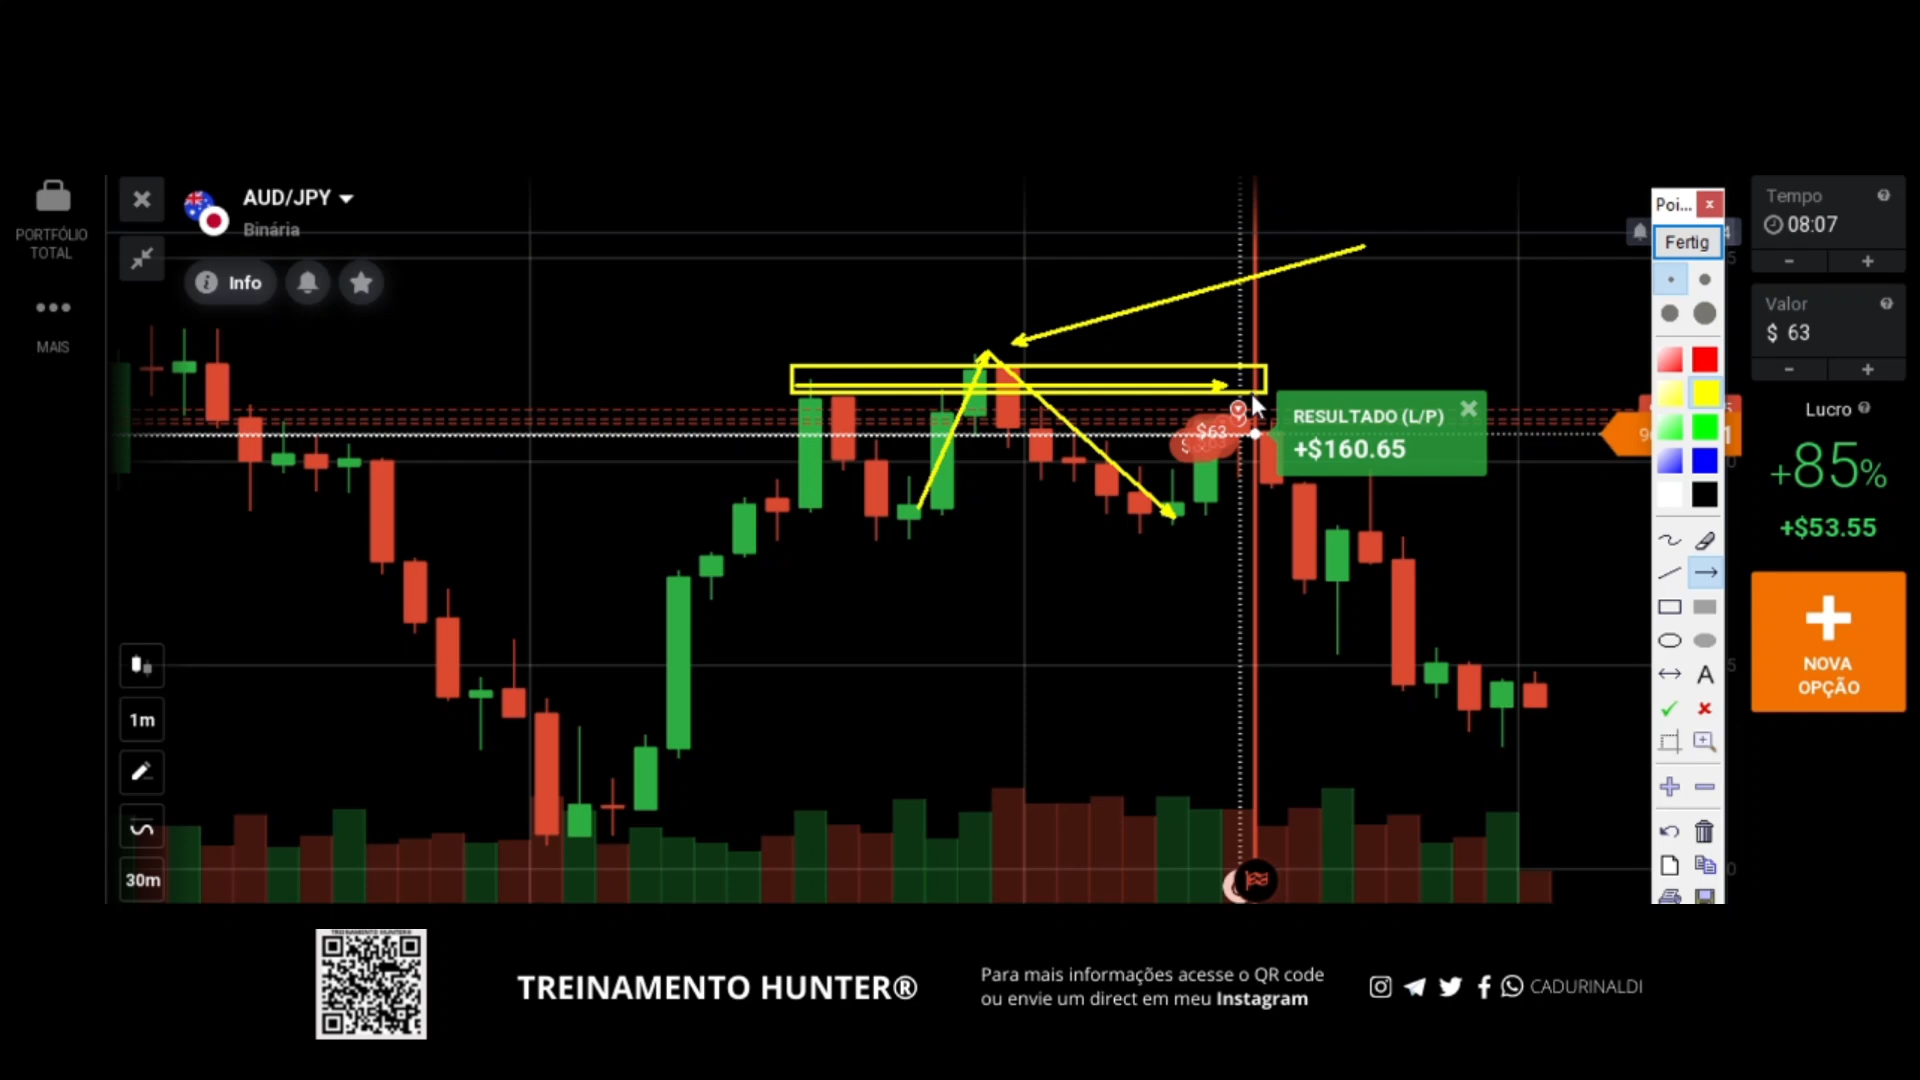 PORTFÓLIO
TOTAL
MAIS
AUD/JPY
Binária
Info
1m
30m
$63
RESULTADO (L/P)
+$160.65
Poi...
Fertig
A
Tempo
08:07
- +
Valor
$ 63
- +
Lucro
+85%
+$53.55
NOVA
OPÇÃO
TREINAMENTO HUNTER®
Para mais informações acesse o QR code
ou envie um direct em meu Instagram
CADURINALDI